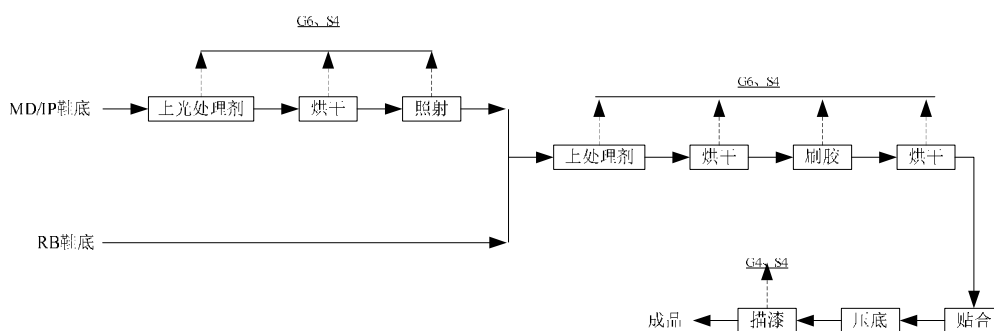 G6、S4
MD/IP鞋底
上光处理剂
烘干
照射
G6、S4
上处理剂
烘干
刷胶
烘干
RB鞋底
G4、S4
成品
描漆
压底
贴合